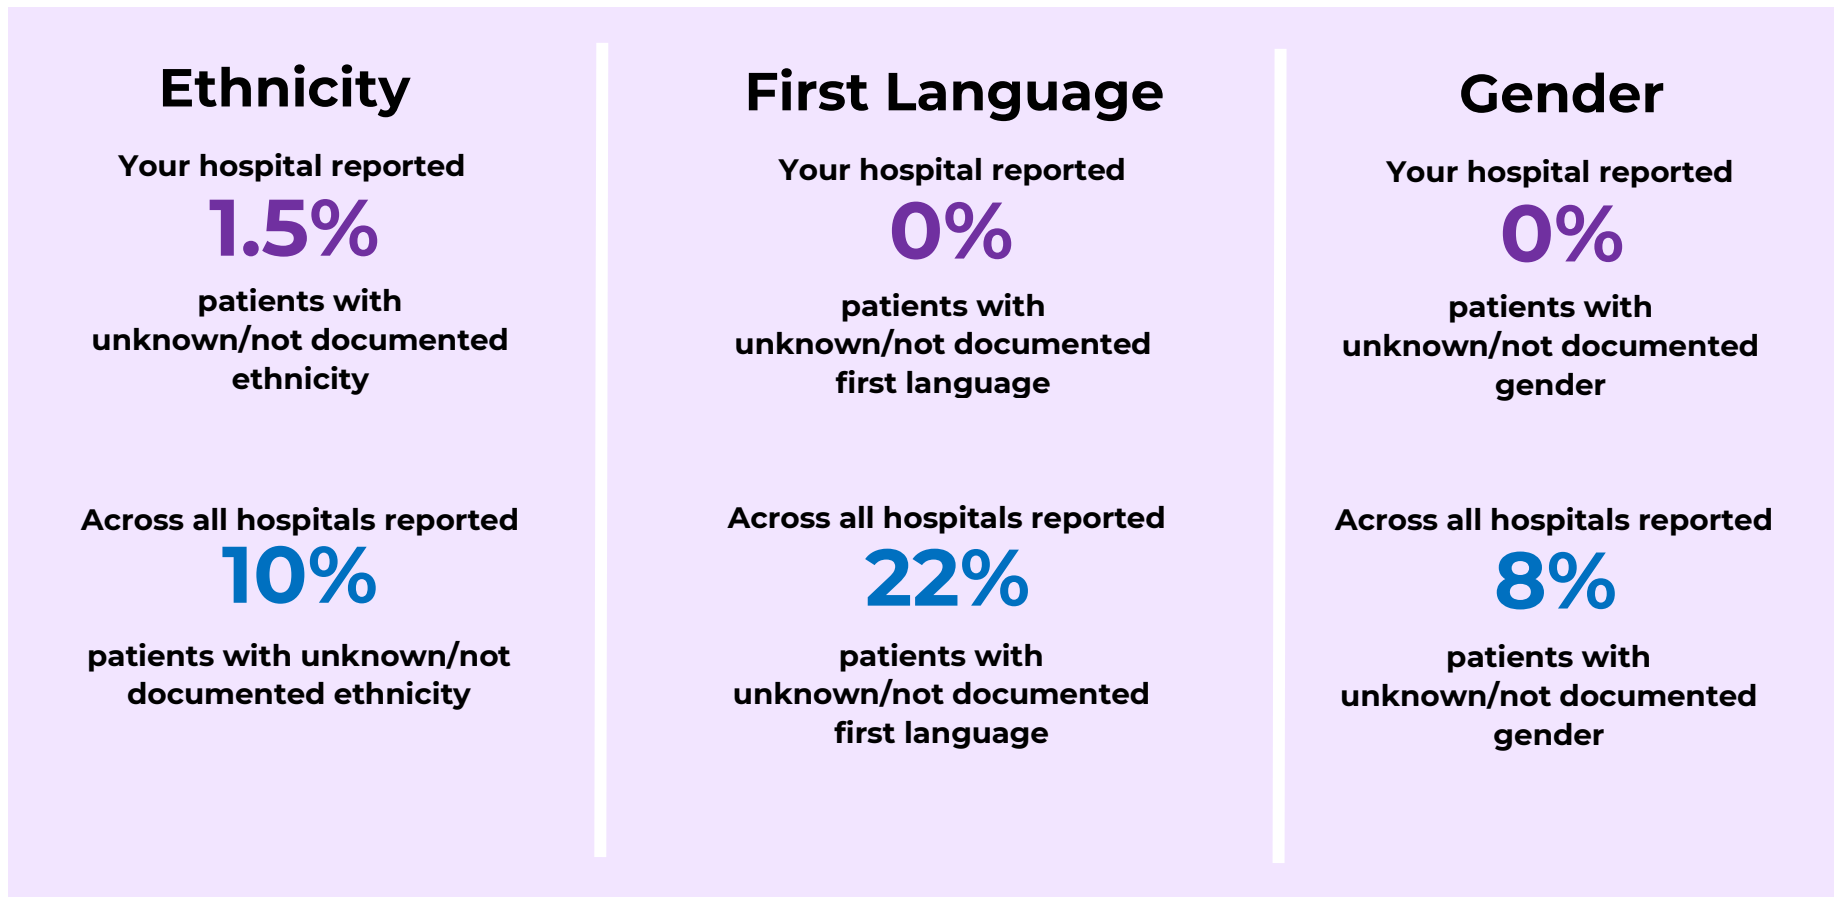 Ethnicity
Your hospital reported
1.5%
patients with
unknown/not documented
ethnicity
Across all hospitals reported
10%
patients with unknown/not
documented ethnicity
First Language
Your hospital reported
0%
patients with
unknown/not documented
first language
Across all hospitals reported
22%
patients with
unknown/not documented
first language
Gender
Your hospital reported
0%
patients with
unknown/not documented
gender
Across all hospitals reported
8%
patients with
unknown/not documented
gender